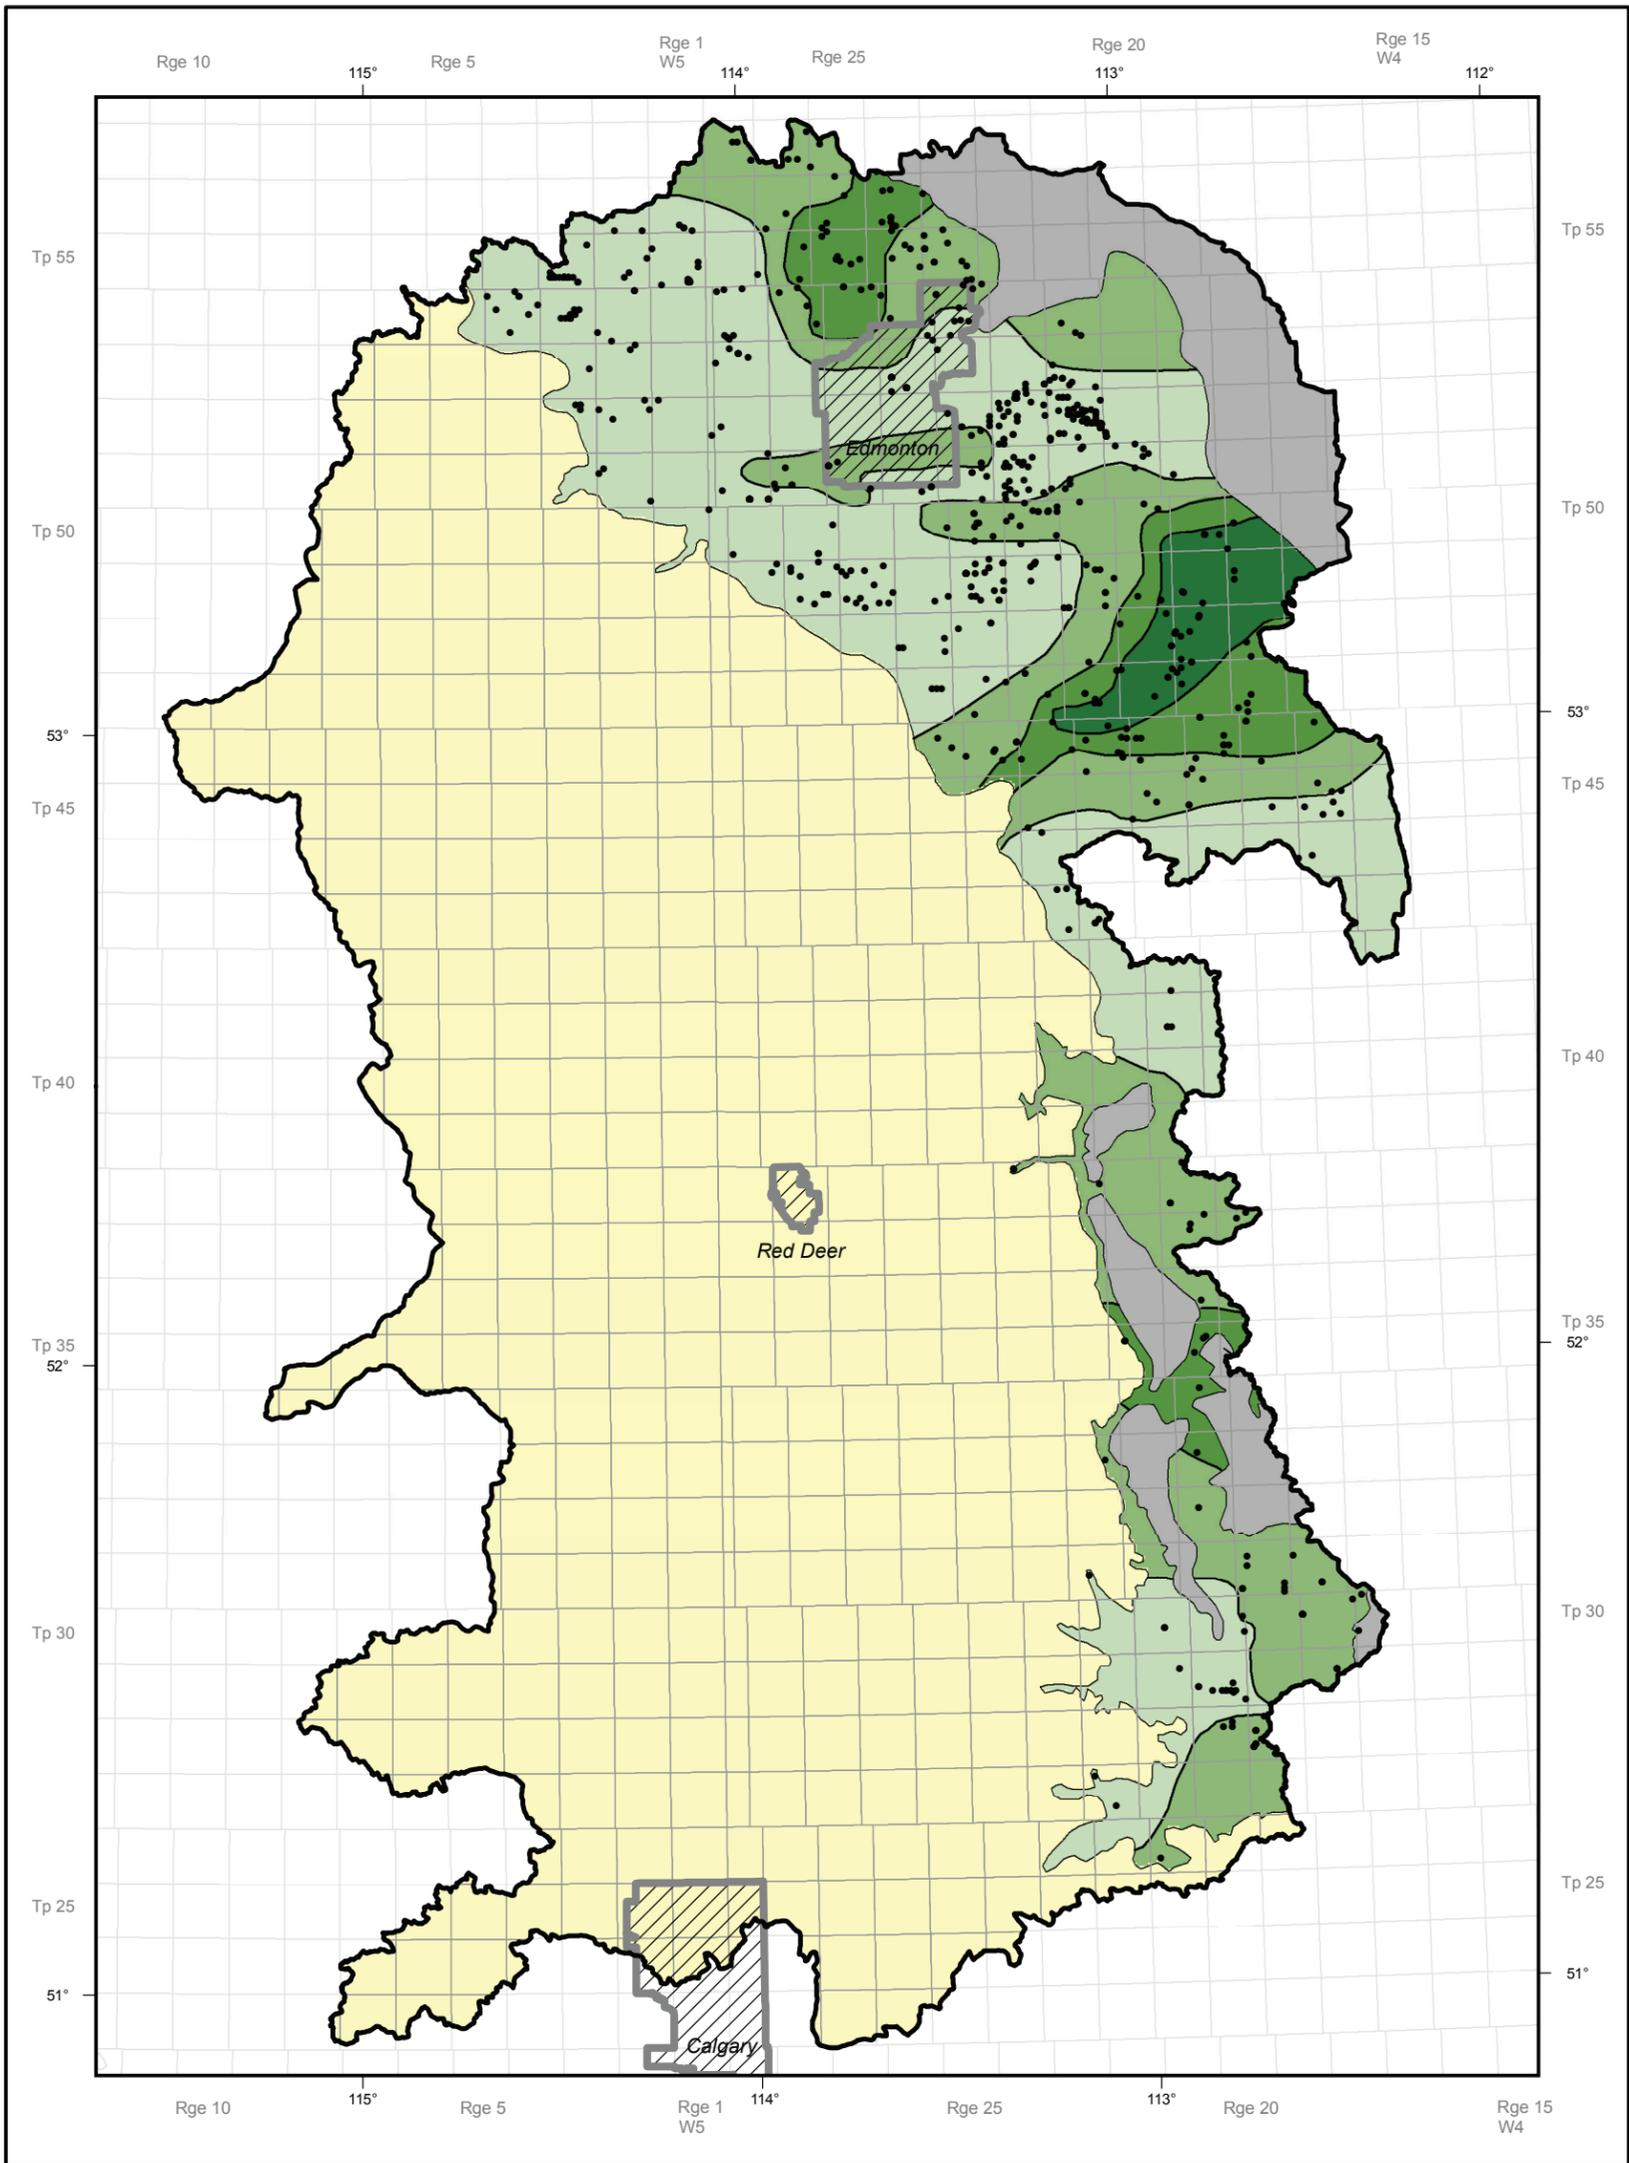 Rge 10
Rge 5
Rge 1
W5
Rge 25
Rge 20
Rge 15
W4
115°
114°
113°
112°
Tp 55
Tp 55
Edmonton
Tp 50
Tp 50
53°
53°
Tp 45
Tp 45
Tp 40
Tp 40
Red Deer
Tp 35
Tp 35
52°
52°
Tp 30
Tp 30
Tp 25
Tp 25
51°
51°
Calgary
115°
114°
113°
Rge 10
Rge 5
Rge 1
W5
Rge 25
Rge 20
Rge 15
W4